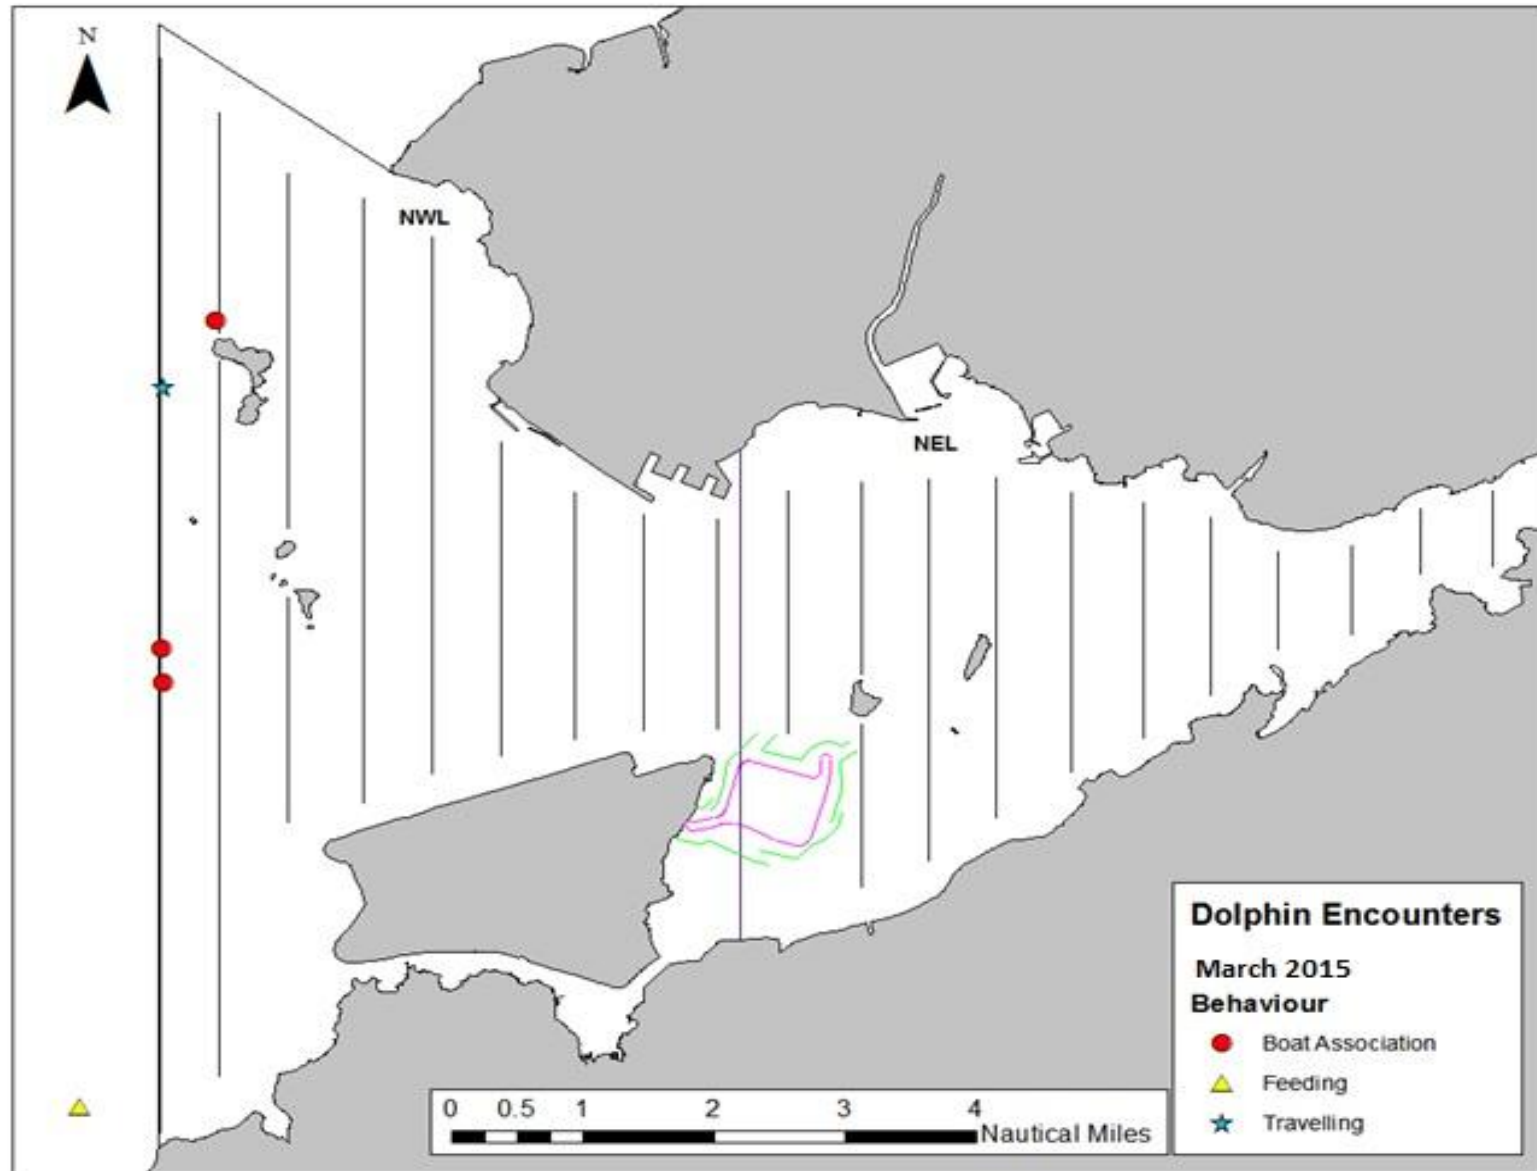 N
NWL
NEL
Dolphin Encounters
March 2015
Behaviour
Boat Association
Feeding
Travelling
0 0.5 1 2 3 4
Nautical Miles